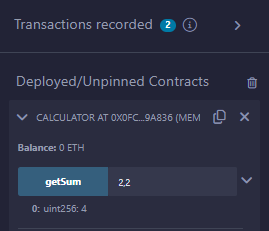 Transactions recorded 2 i
Deployed/Unpinned Contracts
CALCULATOR AT 0X0FC...9A836 (MEM
Balance: 0 ETH
getSum 2,2
0: uint256: 4